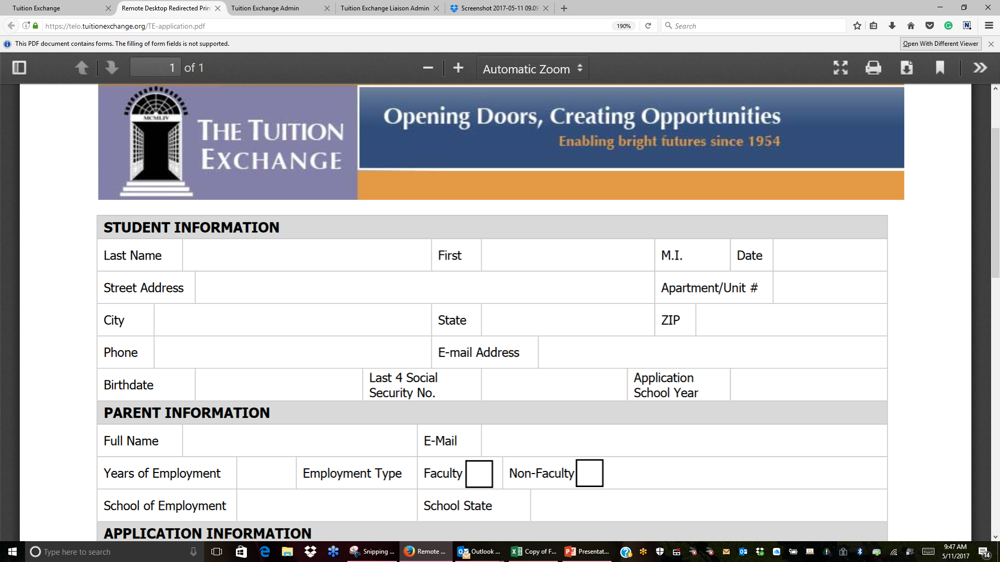 Tuition Exchange
Remote Desktop Redirected Prin
Tuition Exchange Admin
Tuition Exchange Liaison Admin
Screenshot 2017-05-11 09.09
https://telo.tuitionexchange.org/TE-application.pdf
190%
Search
This PDF document contains forms. The filling of form fields is not supported.
Open With Different Viewer
1 of 1
Automatic Zoom
MCMLIV
THE TUITION
EXCHANGE
Opening Doors, Creating Opportunities
Enabling bright futures since 1954
STUDENT INFORMATION
Last Name First M.I. Date
Street Address Apartment/Unit #
City State ZIP
Phone E-mail Address
Birthdate Last 4 Social Security No. Application School Year
PARENT INFORMATION
Full Name E-Mail
Years of Employment Employment Type Faculty Non-Faculty
School of Employment School State
APPLICATION INFORMATION
Type here to search
Snipping ...
Remote ...
Outlook ...
Copy of F...
Presentat...
9:47 AM
5/11/2017
14